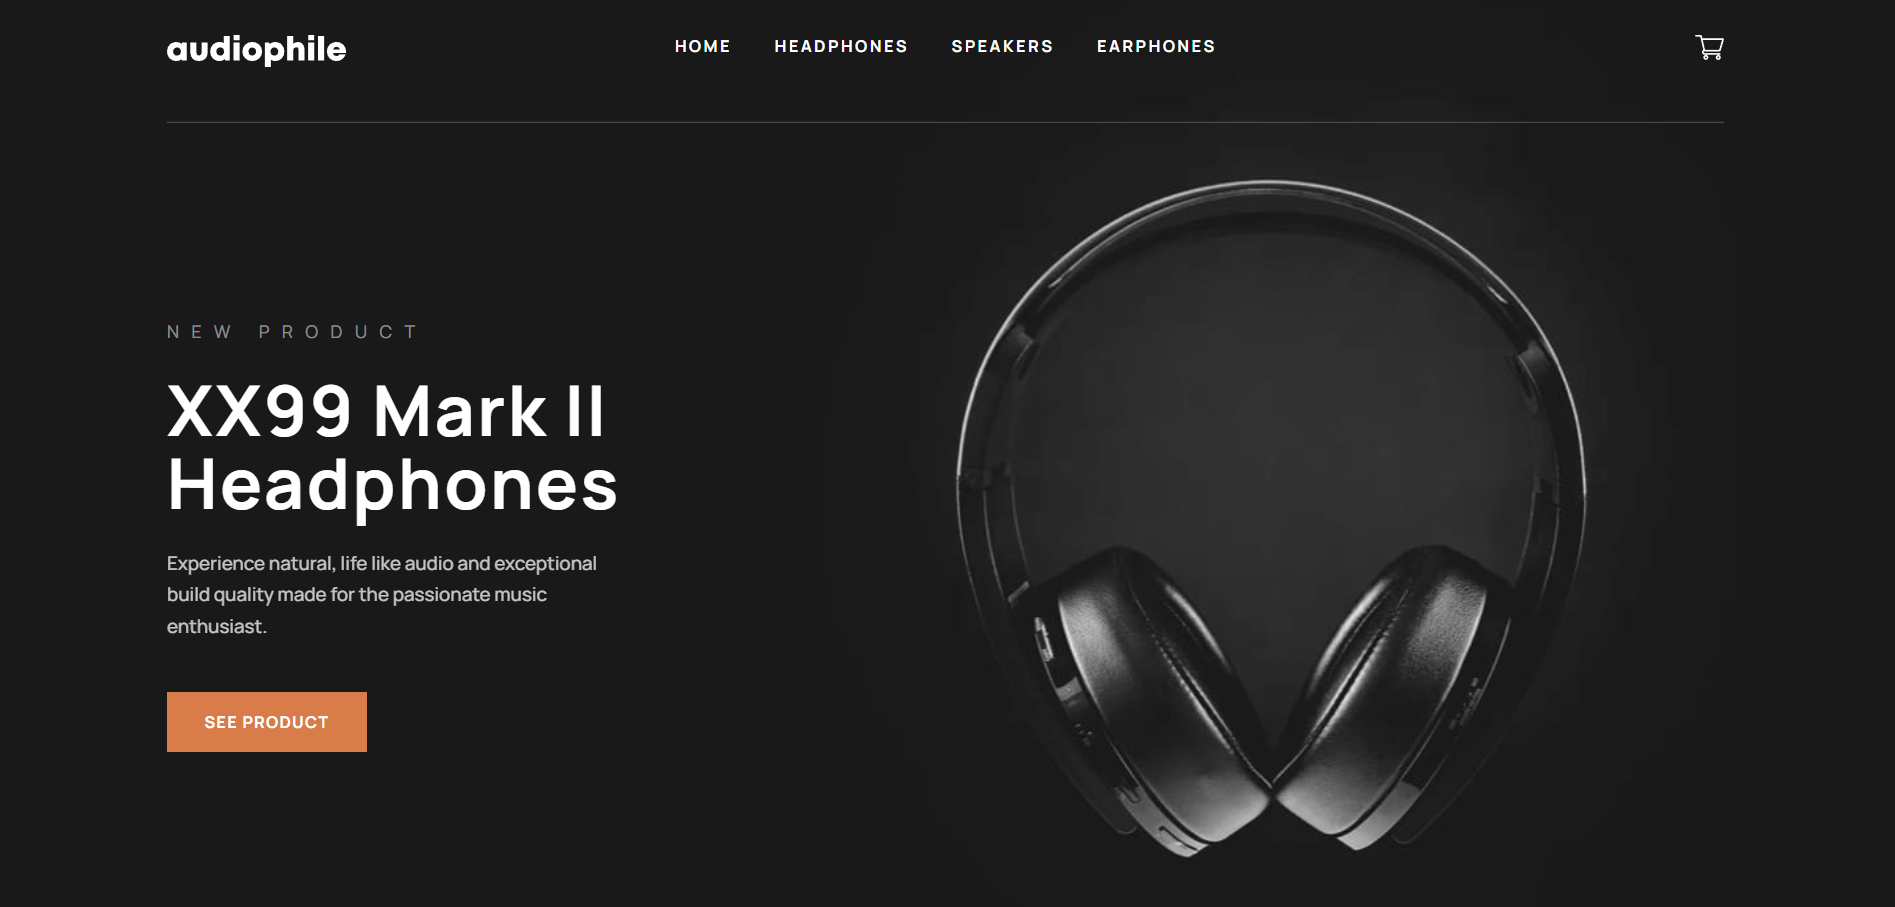 audiophile
HOME HEADPHONES SPEAKERS EARPHONES
NEW PRODUCT
XX99 Mark II
Headphones
Experience natural, life like audio and exceptional
build quality made for the passionate music
enthusiast.
SEE PRODUCT